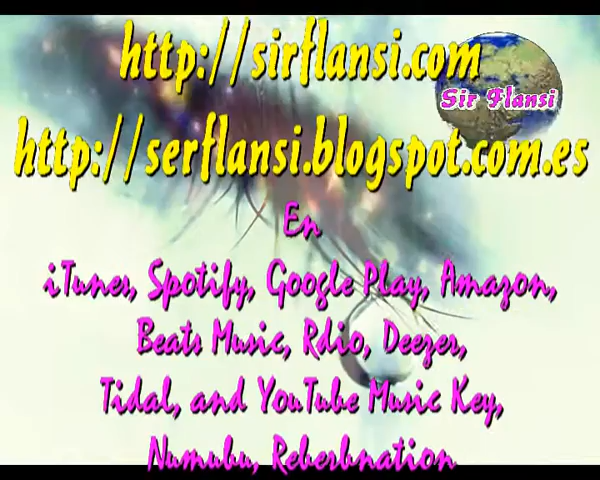 http://sirflansi.com
Sir Flansi
http://serflansi.blogspot.com.es
En
iTunes, Spotify, Google Play, Amazon,
Beats Music, Rdio, Deezer,
Tidal, and YouTube Music Key,
Numubu, Reberbnation